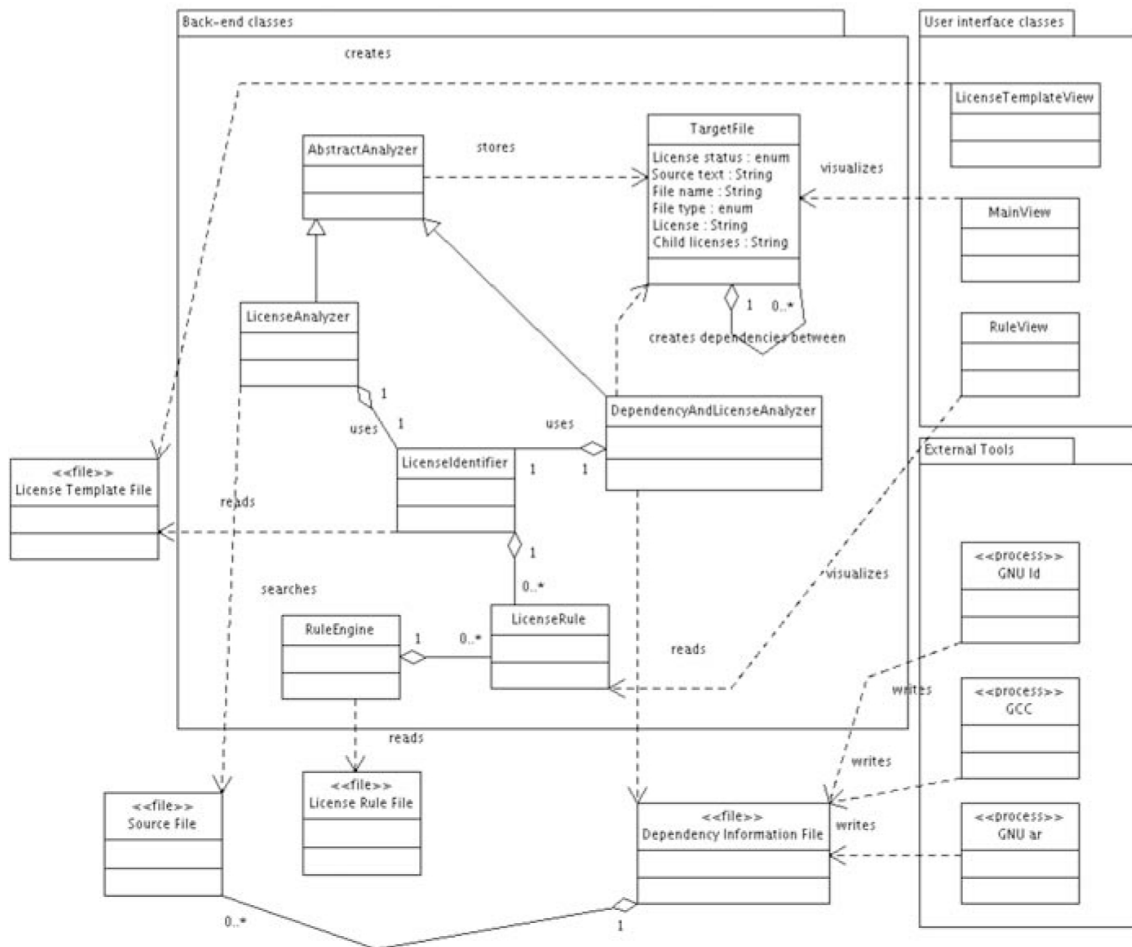 Back-end classes
User interface classes
creates
LicenseTemplateView
AbstractAnalyzer
stores
TargetFile
License status : enum
Source text : String
File name : String
File type : enum
License : String
Child licenses : String
visualizes
MainView
LicenseAnalyzer
1
0..*
RuleView
creates dependencies between
1
uses
1
DependencyAndLicenseAnalyzer
uses
1
1
LicenseIdentifier
External Tools
<<file>>
License Template File
reads
1
0..*
<<process>>
GNU ld
visualizes
searches
RuleEngine
1
0..*
LicenseRule
reads
<<process>>
GCC
writes
reads
writes
<<file>>
Source File
<<file>>
License Rule File
<<file>>
Dependency Information File
writes
<<process>>
GNU ar
0..*
1